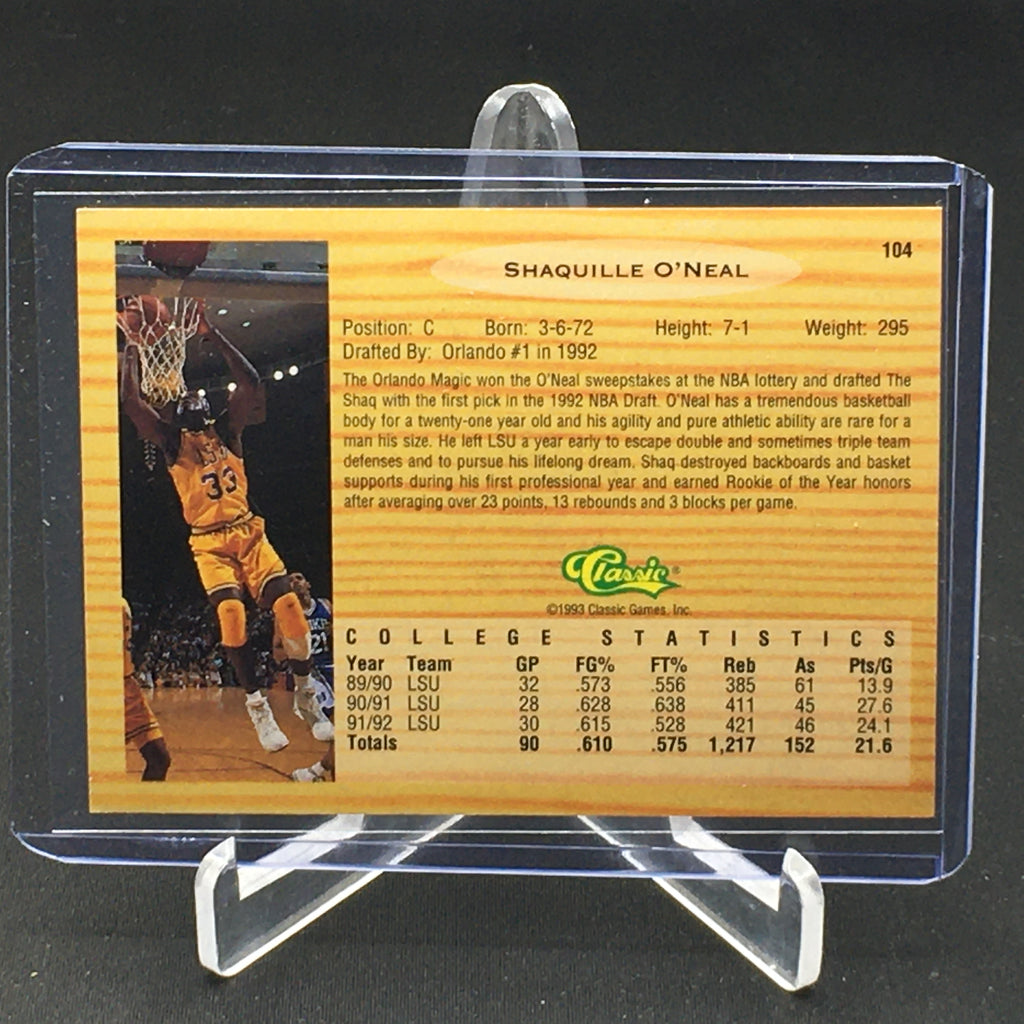 104
SHAQUILLE O'NEAL
Position: C Born: 3-6-72 Height: 7-1 Weight: 295
Drafted By: Orlando #1 in 1992
The Orlando Magic won the O'Neal sweepstakes at the NBA lottery and drafted The
Shaq with the first pick in the 1992 NBA Draft. O'Neal has a tremendous basketball
body for a twenty-one year old and his agility and pure athletic ability are rare for a
man his size. He left LSU a year early to escape double and sometimes triple team
defenses and to pursue his lifelong dream. Shaq destroyed backboards and basket
supports during his first professional year and earned Rookie of the Year honors
after averaging over 23 points, 13 rebounds and 3 blocks per game.
Classic®
©1993 Classic Games, Inc.
COLLEGE STATISTICS
Year Team GP FG% FT% Reb As Pts/G
89/90 LSU 32 .573 .556 385 61 13.9
90/91 LSU 28 .628 .638 411 45 27.6
91/92 LSU 30 .615 .528 421 46 24.1
Totals 90 .610 .575 1,217 152 21.6
LSU
33
21